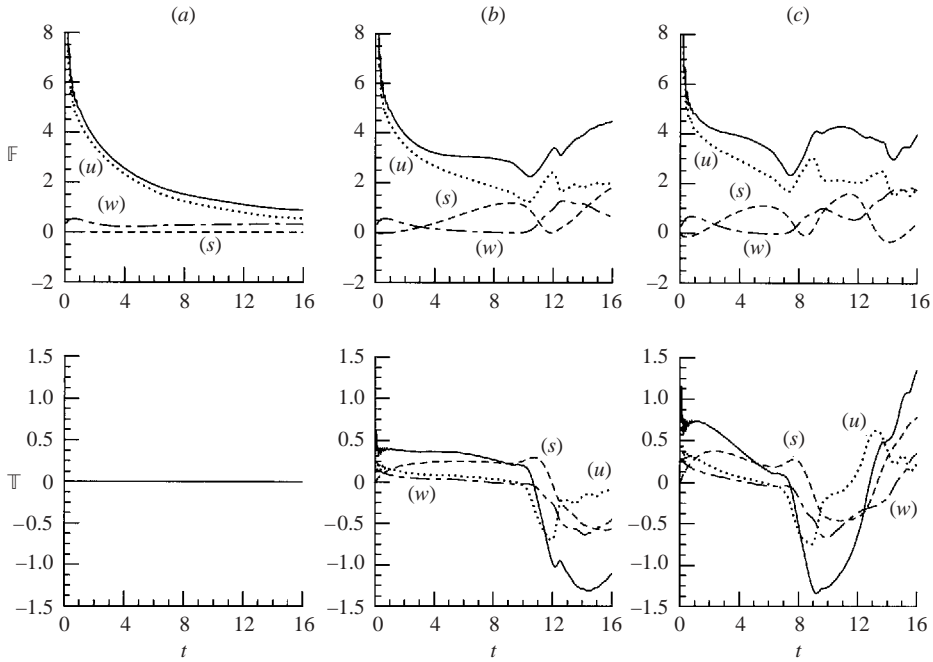 (a) (b) (c)
8 8 8
6 6 6
4 4 4
𝔽
(u) (u) (u)
2 2 2
(w) (s) (s)
0 0 0
(s) (w) (w)
–2 –2 –2
0 4 8 12 16 0 4 8 12 16 0 4 8 12 16
1.5 1.5 1.5
1.0 1.0 1.0
0.5 0.5 0.5
(s) (u) (s) (u)
𝕋
0 0 0
(w) (w)
–0.5 –0.5 –0.5
–1.0 –1.0 –1.0
–1.5 –1.5 –1.5
0 4 8 12 16 0 4 8 12 16 0 4 8 12 16
t t t